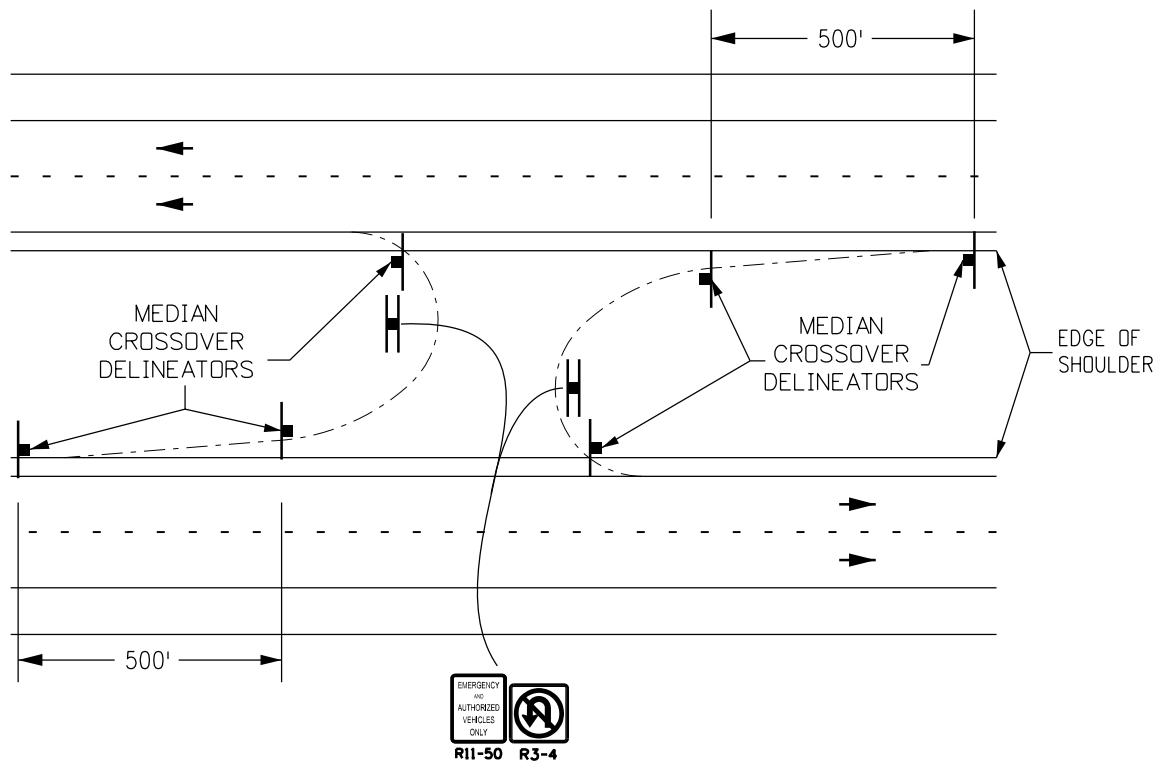 500'
MEDIAN
CROSSOVER
DELINEATORS
MEDIAN
CROSSOVER
DELINEATORS
EDGE OF
SHOULDER
500'
EMERGENCY
AND
AUTHORIZED
VEHICLES
ONLY
R11-50 R3-4